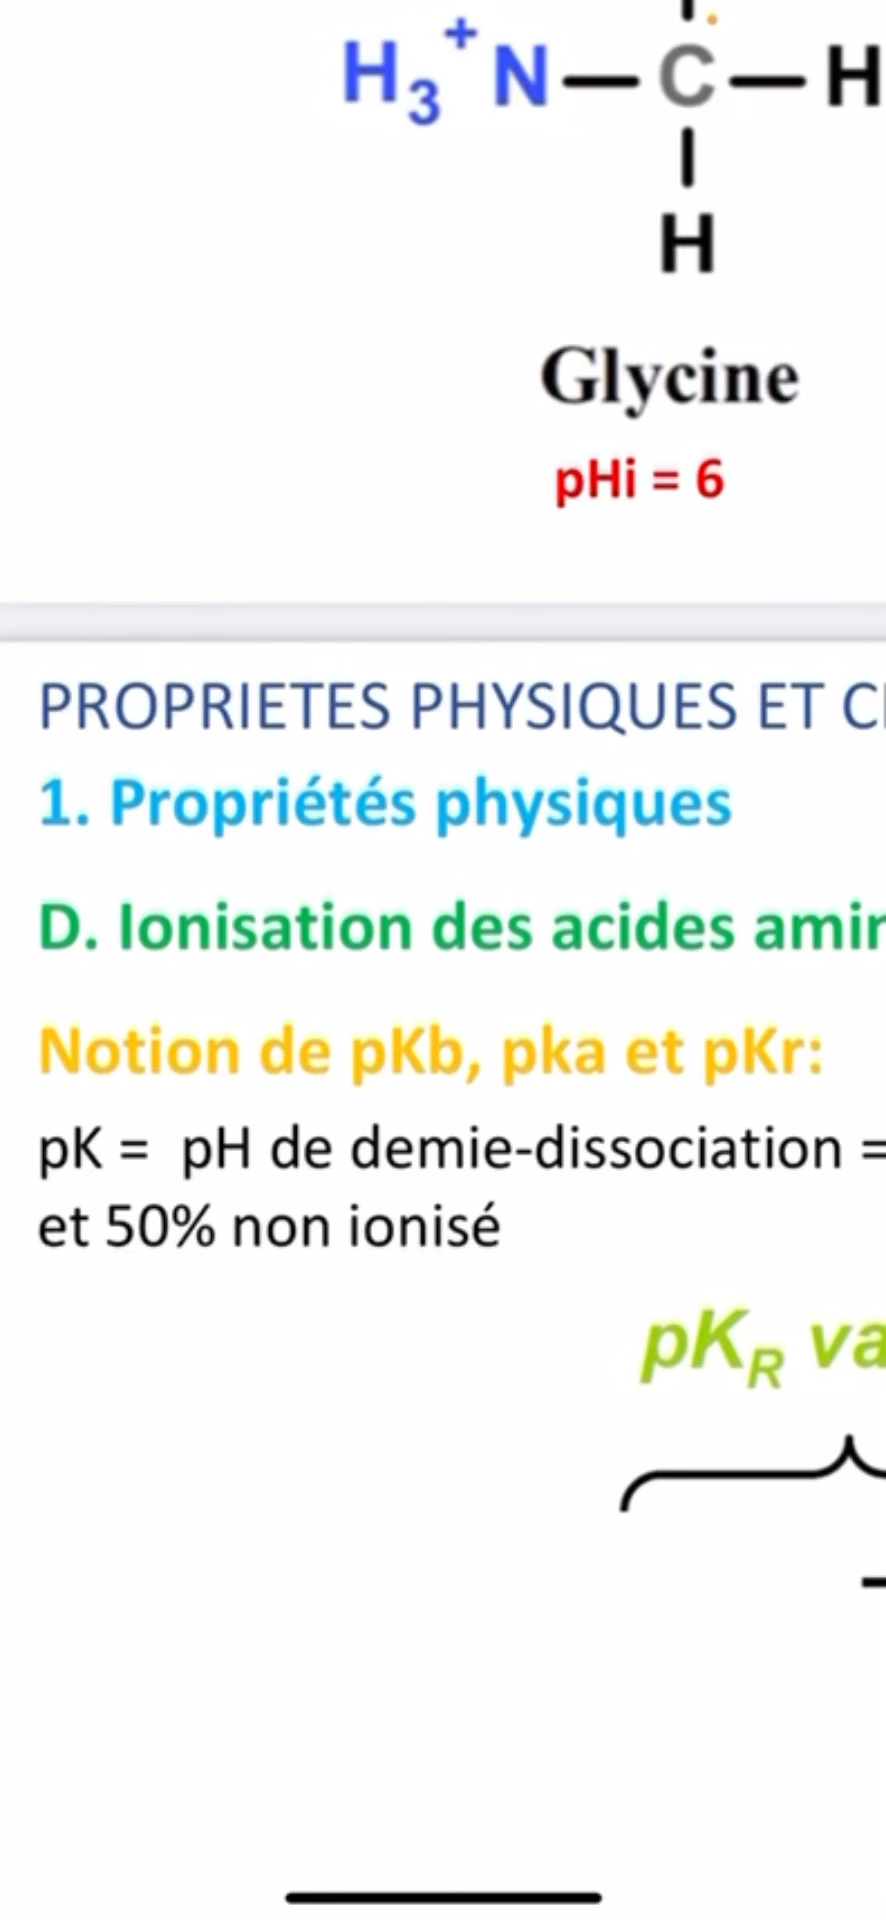 H3+N—C—H
H
Glycine
pHi = 6
PROPRIETES PHYSIQUES ET
1. Propriétés physiques
D. Ionisation des acides
Notion de pKb, pka et pKr:
pK = pH de demie-dissociation =
et 50% non ionisé
pKR